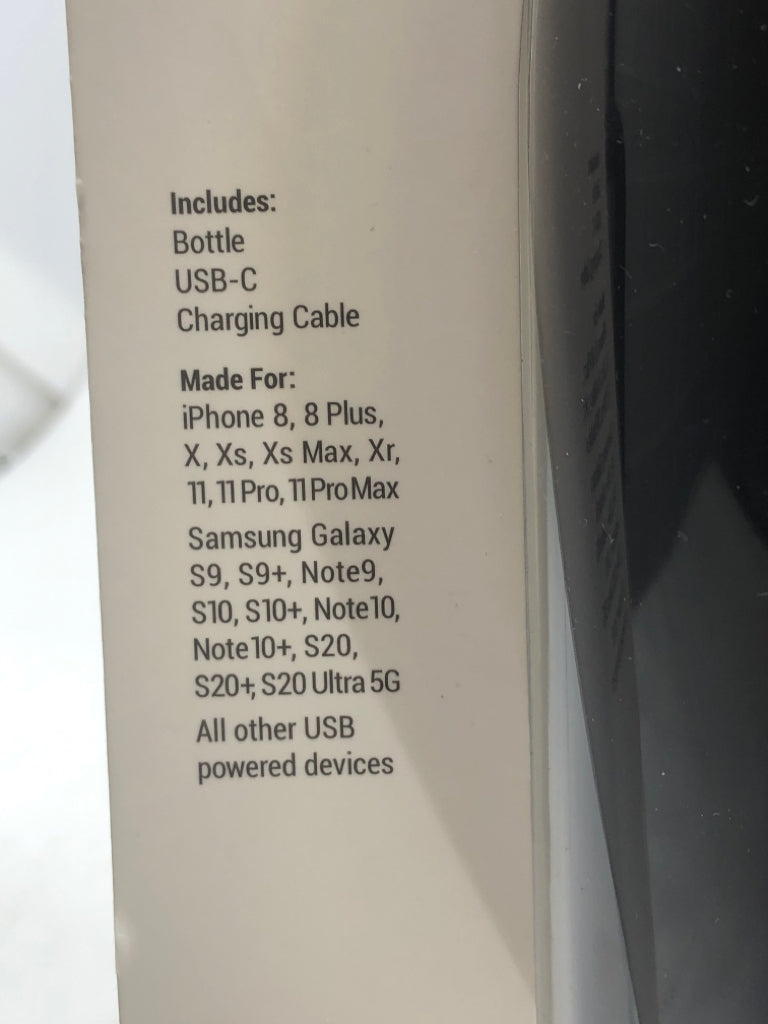 Includes:
Bottle
USB-C
Charging Cable
Made For:
iPhone 8, 8 Plus,
X, Xs, Xs Max, Xr,
11, 11 Pro, 11 Pro Max
Samsung Galaxy
S9, S9+, Note9,
S10, S10+, Note10,
Note10+, S20,
S20+, S20 Ultra 5G
All other USB
powered devices